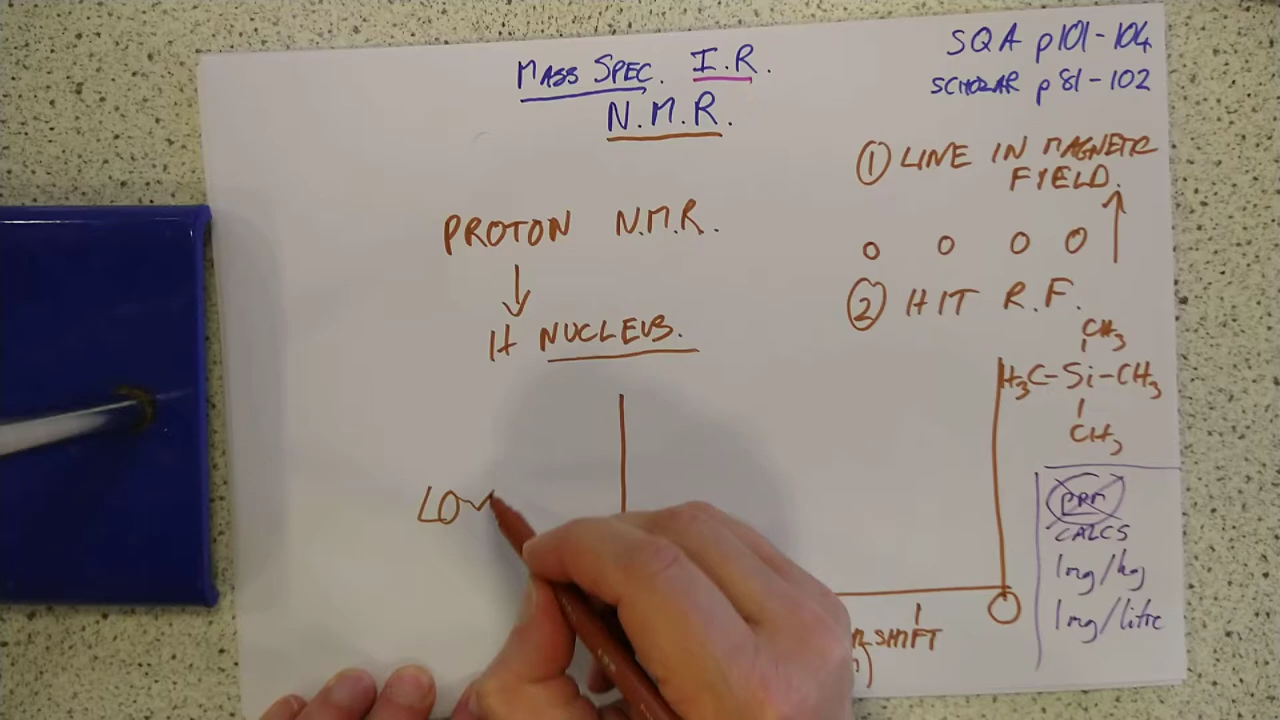 MASS SPEC. I.R.
N.M.R.
SQA p101-104
SCHOLAR p81-102
① LINE IN MAGNETIC
FIELD.
PROTON N.M.R.
H NUCLEUS.
② HIT R.F.
CH3
H3C-Si-CH3
CH3
LOW
PPM
CALCS
1mg/kg
1mg/litre
SHIFT